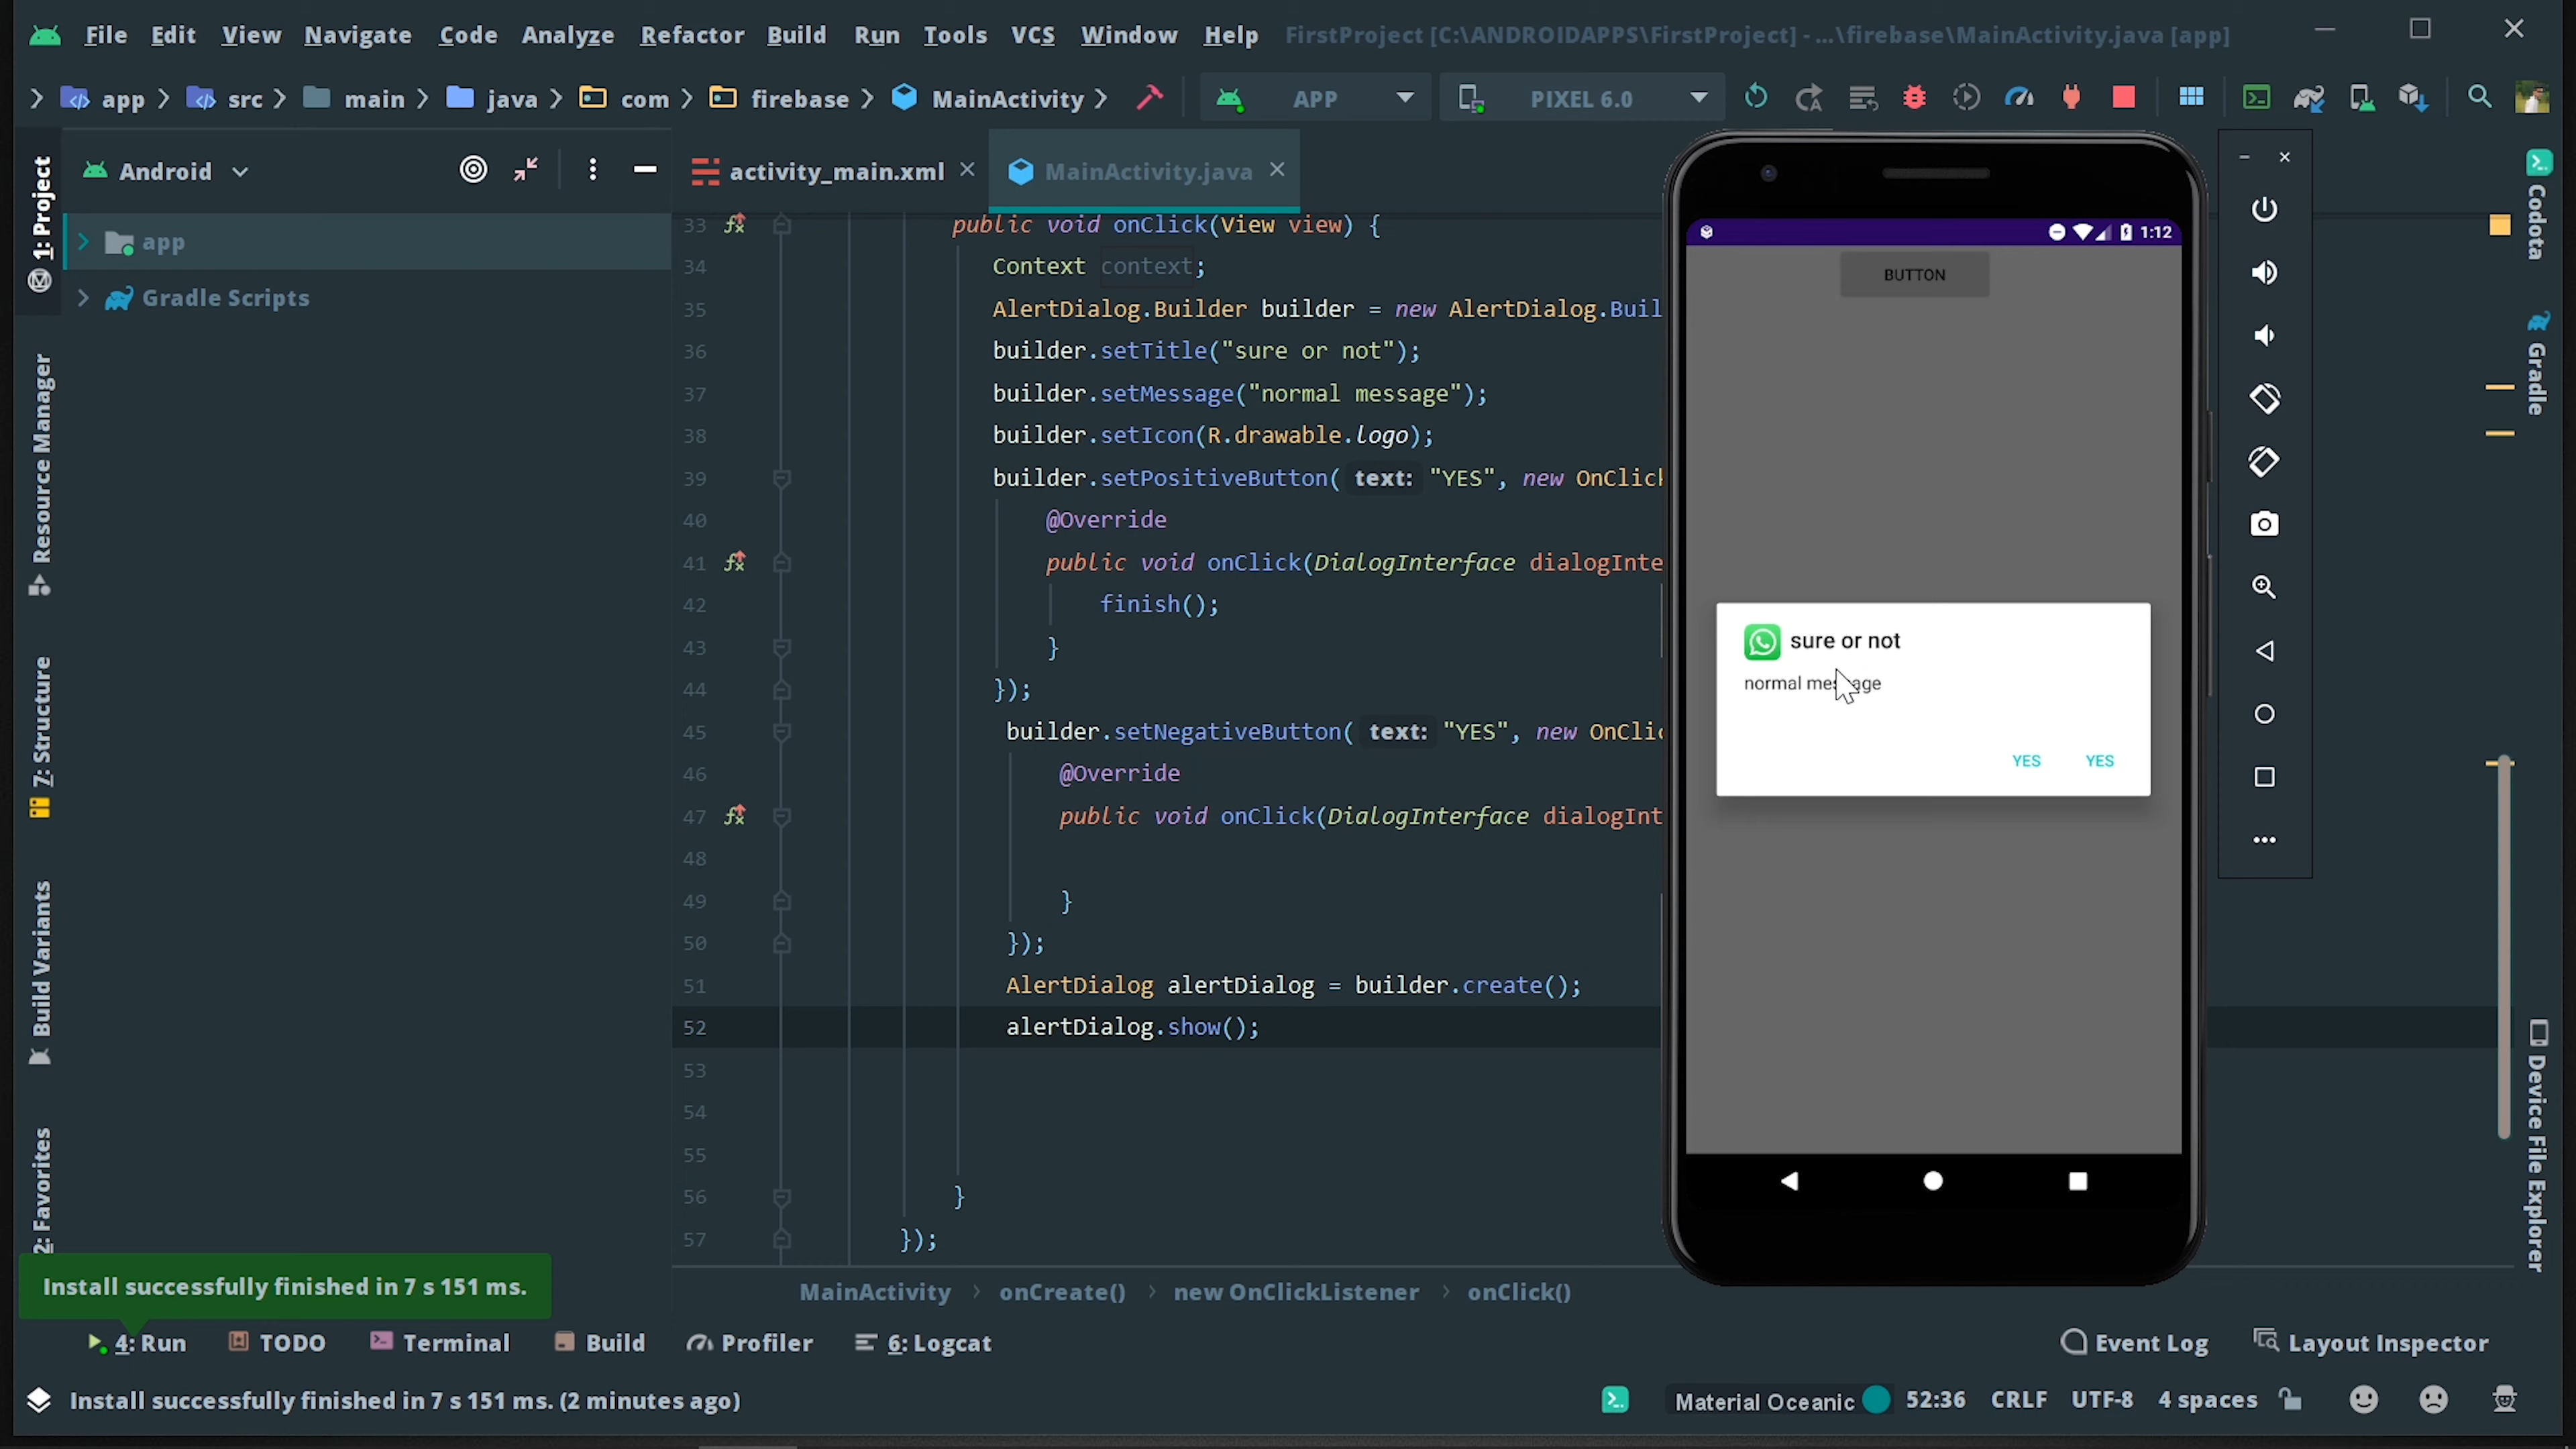 File Edit View Navigate Code Analyze Refactor Build Run Tools VCS Window Help FirstProject [C:\ANDROIDAPPS\FirstProject] - ...\firebase\MainActivity.java [app]
app src main java com firebase MainActivity APP PIXEL 6.0
1: Project
Resource Manager
7: Structure
Build Variants
2: Favorites
Android
app
Gradle Scripts
activity_main.xml MainActivity.java
33 public void onClick(View view) {
34 Context context;
35 AlertDialog.Builder builder = new AlertDialog.Buil
36 builder.setTitle("sure or not");
37 builder.setMessage("normal message");
38 builder.setIcon(R.drawable.logo);
39 builder.setPositiveButton( text: "YES", new OnClick
40 @Override
41 public void onClick(DialogInterface dialogInte
42 finish();
43 }
44 });
45 builder.setNegativeButton( text: "YES", new OnClic
46 @Override
47 public void onClick(DialogInterface dialogInt
48
49 }
50 });
51 AlertDialog alertDialog = builder.create();
52 alertDialog.show();
53
54
55
56 }
57 });
MainActivity onCreate() new OnClickListener onClick()
1:12
BUTTON
sure or not
normal message
YES YES
Codota
Gradle
Device File Explorer
Install successfully finished in 7 s 151 ms.
4: Run TODO Terminal Build Profiler 6: Logcat Event Log Layout Inspector
Install successfully finished in 7 s 151 ms. (2 minutes ago) Material Oceanic 52:36 CRLF UTF-8 4 spaces